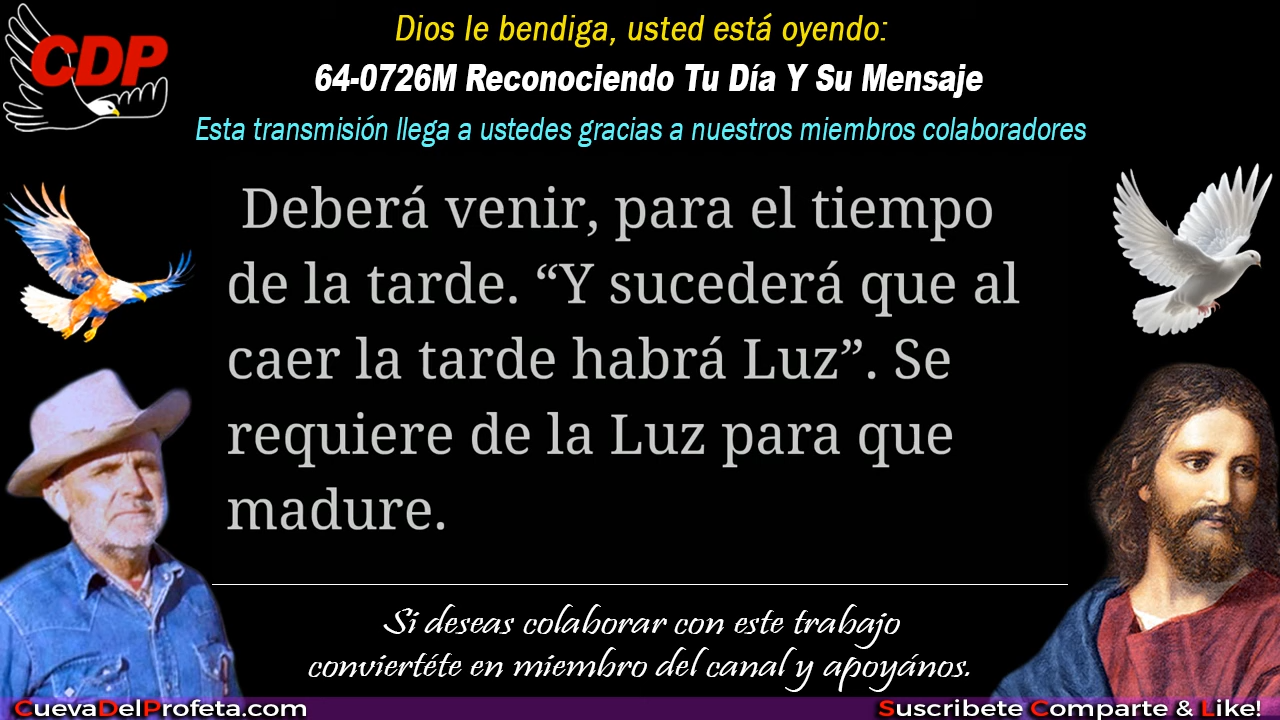 CDP
Dios le bendiga, usted está oyendo:
64-0726M Reconociendo Tu Día Y Su Mensaje
Esta transmisión llega a ustedes gracias a nuestros miembros colaboradores
Deberá venir, para el tiempo
de la tarde. “Y sucederá que al
caer la tarde habrá Luz”. Se
requiere de la Luz para que
madure.
Si deseas colaborar con este trabajo
conviertéte en miembro del canal y apoyános.
CuevaDelProfeta.com
Suscribete Comparte & Like!